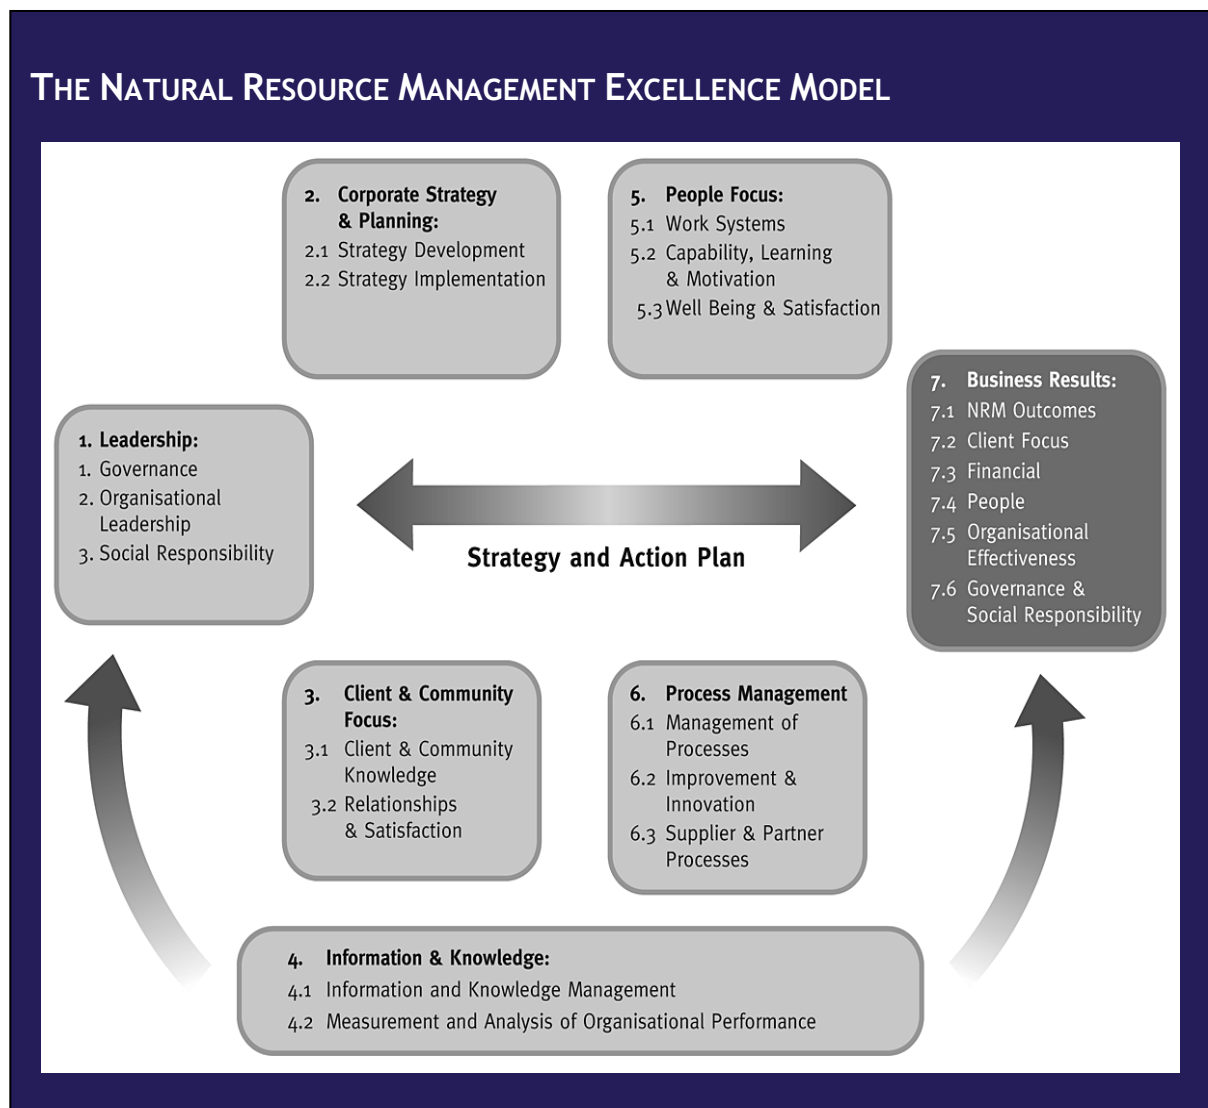 THE NATURAL RESOURCE MANAGEMENT EXCELLENCE MODEL
2. Corporate Strategy
& Planning:
2.1 Strategy Development
2.2 Strategy Implementation
5. People Focus:
5.1 Work Systems
5.2 Capability, Learning
& Motivation
5.3 Well Being & Satisfaction
1. Leadership:
1. Governance
2. Organisational
Leadership
3. Social Responsibility
Strategy and Action Plan
7. Business Results:
7.1 NRM Outcomes
7.2 Client Focus
7.3 Financial
7.4 People
7.5 Organisational
Effectiveness
7.6 Governance &
Social Responsibility
3. Client & Community
Focus:
3.1 Client & Community
Knowledge
3.2 Relationships
& Satisfaction
6. Process Management
6.1 Management of
Processes
6.2 Improvement &
Innovation
6.3 Supplier & Partner
Processes
4. Information & Knowledge:
4.1 Information and Knowledge Management
4.2 Measurement and Analysis of Organisational Performance